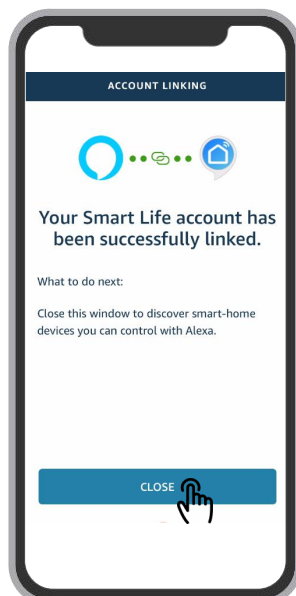 ACCOUNT LINKING
Your Smart Life account has
been successfully linked.
What to do next:
Close this window to discover smart-home
devices you can control with Alexa.
CLOSE